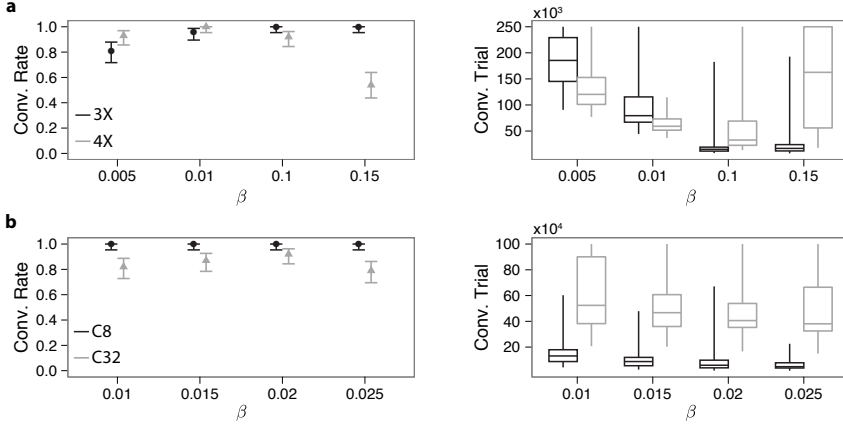 a
Conv. Rate
1.0
0.8
0.6
0.4
0.2
0.0
3X
4X
0.005 0.01 0.1 0.15
β
x10³
Conv. Trial
250
200
150
100
50
0.005 0.01 0.1 0.15
β
b
Conv. Rate
1.0
0.8
0.6
0.4
0.2
0.0
C8
C32
0.01 0.015 0.02 0.025
β
x10⁴
Conv. Trial
100
80
60
40
20
0.01 0.015 0.02 0.025
β